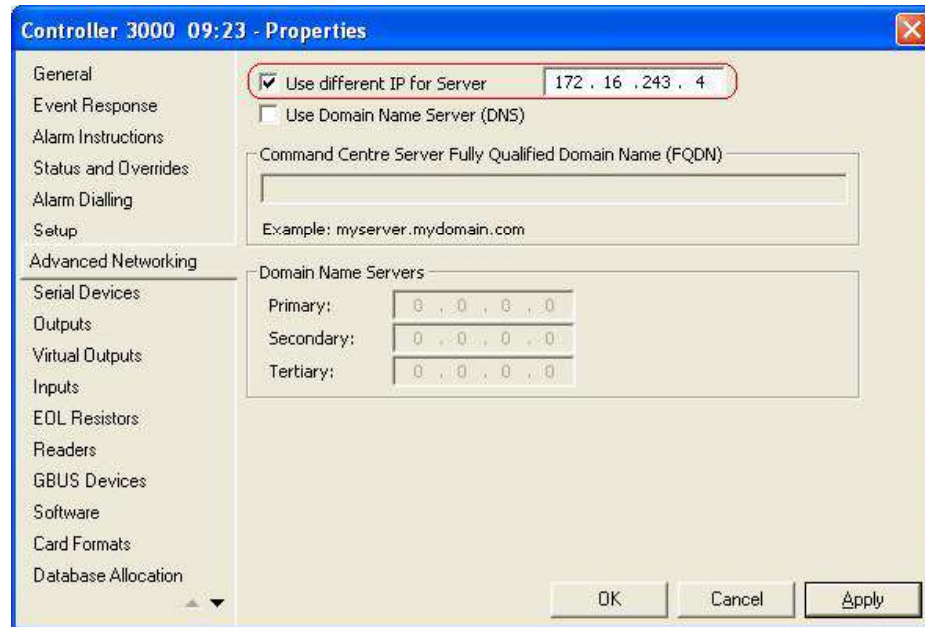 Controller 3000 09:23 - Properties
General
Event Response
Alarm Instructions
Status and Overrides
Alarm Dialling
Setup
Advanced Networking
Serial Devices
Outputs
Virtual Outputs
Inputs
EOL Resistors
Readers
GBUS Devices
Software
Card Formats
Database Allocation
Use different IP for Server 172 . 16 .243 . 4
Use Domain Name Server (DNS)
Command Centre Server Fully Qualified Domain Name (FQDN)
Example: myserver.mydomain.com
Domain Name Servers
Primary: 0 . 0 . 0 . 0
Secondary: 0 . 0 . 0 . 0
Tertiary: 0 . 0 . 0 . 0
OK Cancel Apply